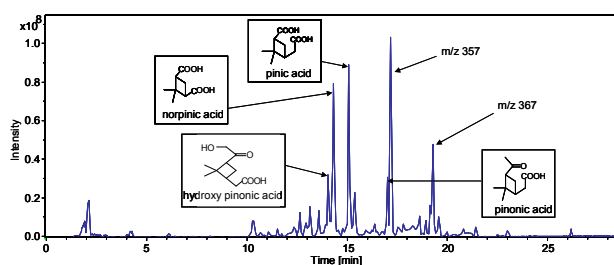 x10⁸
1.0
0.8
0.6
0.4
0.2
0.0
Intensity
0
5
10
15
20
25
Time [min]
COOH
COOH
norpinic acid
COOH
COOH
pinic acid
HO
O
COOH
hydroxy pinonic acid
m/z 357
m/z 367
O
COOH
pinonic acid